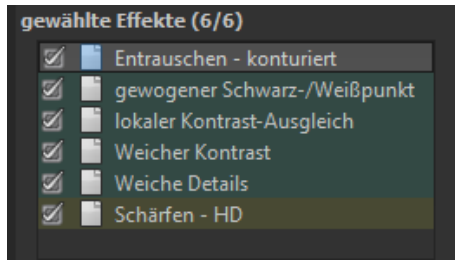 gewählte Effekte (6/6)
Entrauschen - konturiert
gewogener Schwarz-/Weißpunkt
lokaler Kontrast-Ausgleich
Weicher Kontrast
Weiche Details
Schärfen - HD